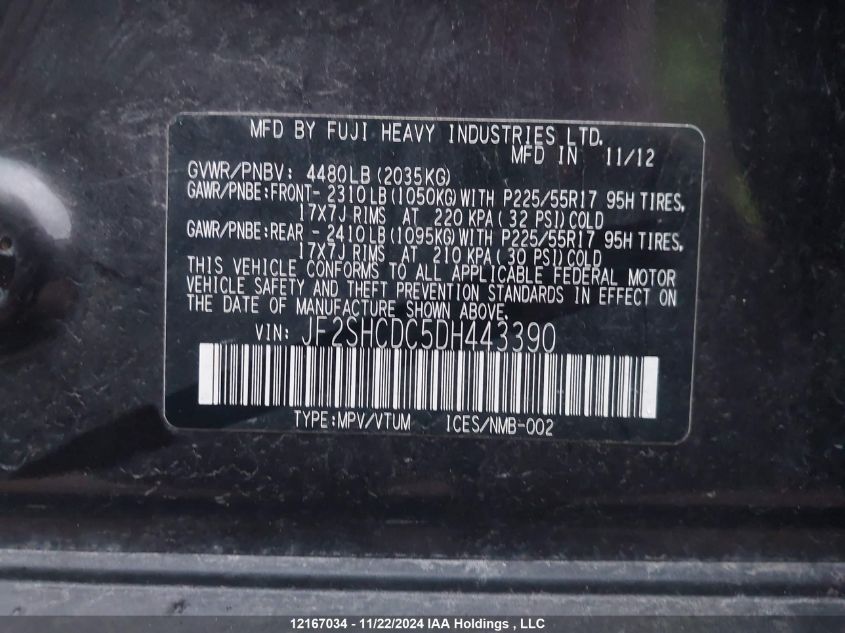 MFD BY FUJI HEAVY INDUSTRIES LTD.
MFD IN 11/12
GVWR/PNBV: 4480LB(2035KG)
GAWR/PNBE:FRONT- 2310LB(1050KG)WITH P225/55R17 95H TIRES,
17X7J RIMS AT 220 KPA(32 PSI)COLD
GAWR/PNBE:REAR - 2410LB(1095KG)WITH P225/55R17 95H TIRES,
17X7J RIMS AT 210 KPA(30 PSI)COLD
THIS VEHICLE CONFORMS TO ALL APPLICABLE FEDERAL MOTOR
VEHICLE SAFETY AND THEFT PREVENTION STANDARDS IN EFFECT ON
THE DATE OF MANUFACTURE SHOWN ABOVE.
VIN: JF2SHCDC5DH443390
TYPE:MPV/VTUM ICES/NMB-002
12167034 - 11/22/2024 IAA Holdings , LLC